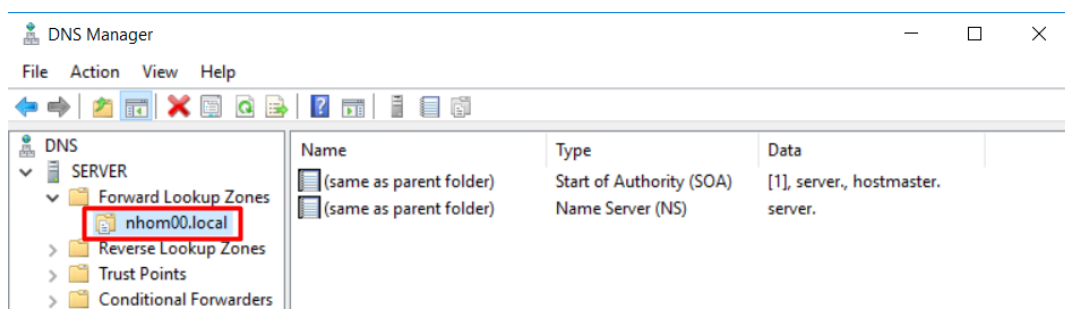 DNS Manager
File Action View Help
DNS
SERVER
Forward Lookup Zones
nhom00.local
Reverse Lookup Zones
Trust Points
Conditional Forwarders
Name Type Data
(same as parent folder) Start of Authority (SOA) [1], server., hostmaster.
(same as parent folder) Name Server (NS) server.